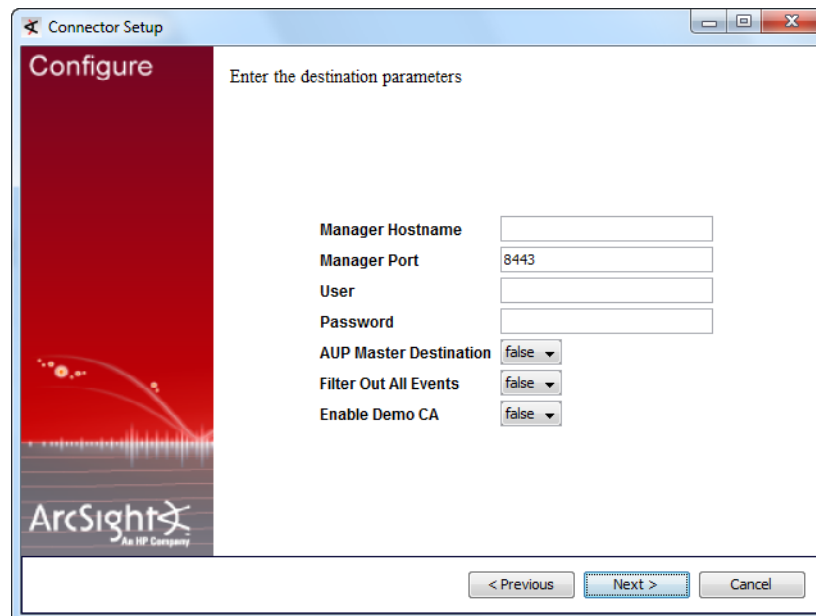 Connector Setup
Configure
Enter the destination parameters
Manager Hostname
Manager Port 8443
User
Password
AUP Master Destination false
Filter Out All Events false
Enable Demo CA false
ArcSight
An HP Company
< Previous Next > Cancel